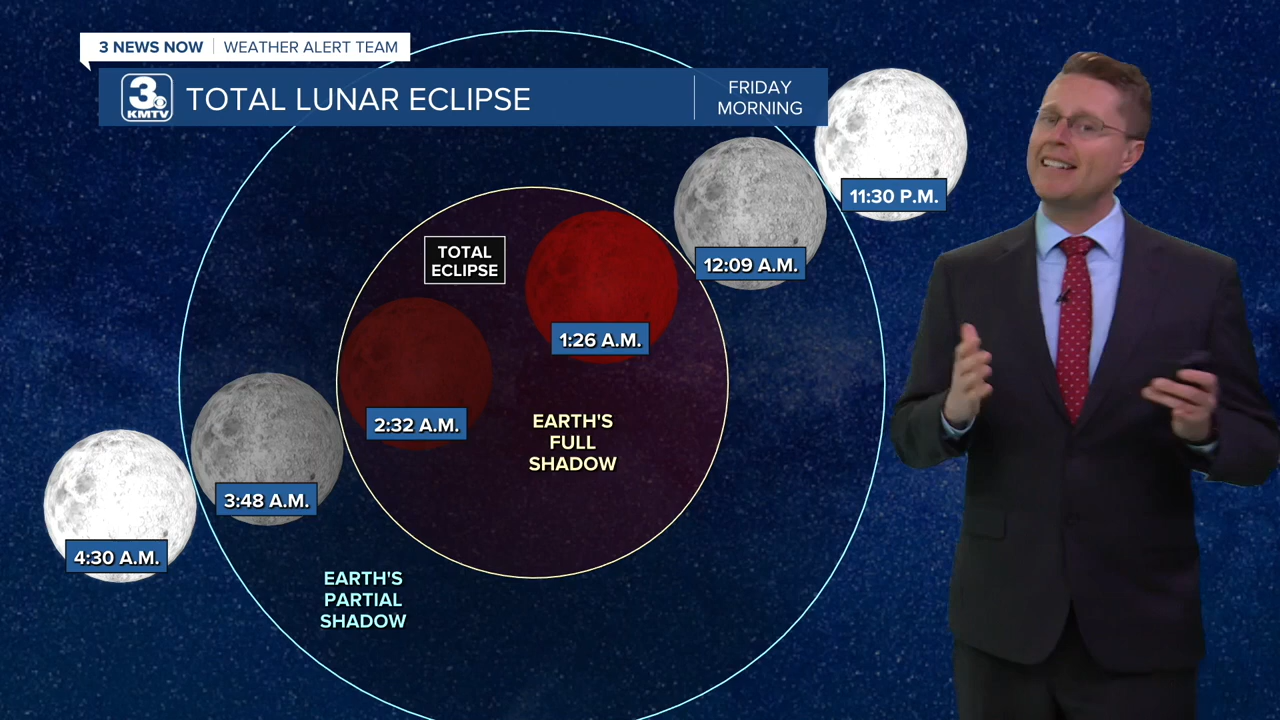 3 NEWS NOW | WEATHER ALERT TEAM
3 KMTV
TOTAL LUNAR ECLIPSE
FRIDAY
MORNING
11:30 P.M.
12:09 A.M.
TOTAL
ECLIPSE
1:26 A.M.
2:32 A.M.
EARTH'S
FULL
SHADOW
3:48 A.M.
4:30 A.M.
EARTH'S
PARTIAL
SHADOW